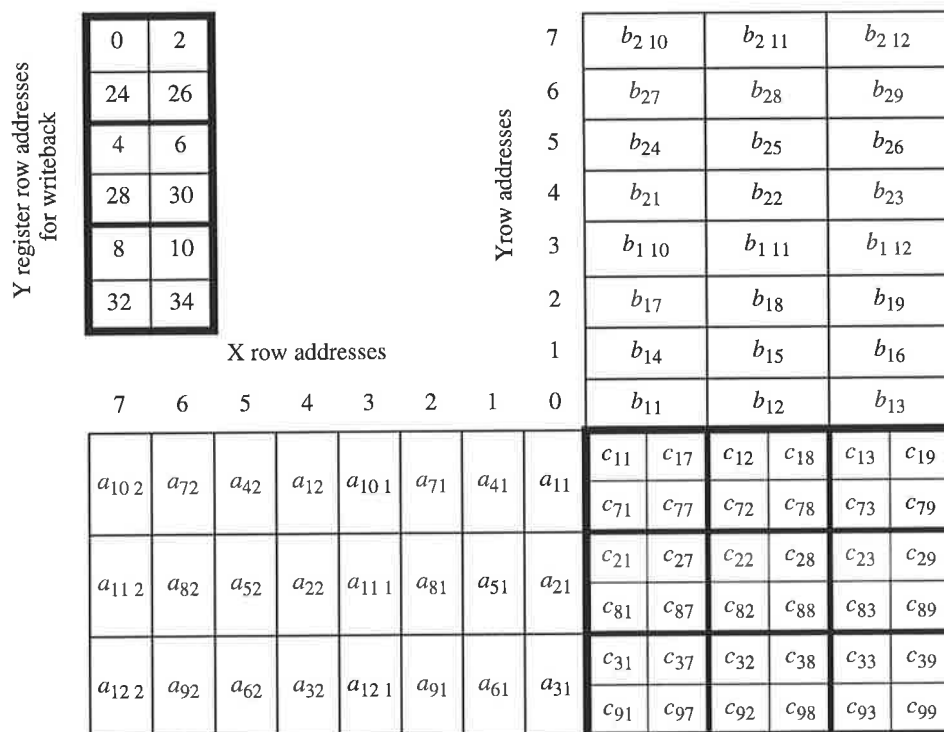 0 2 7 b₂ ₁₀ b₂ ₁₁ b₂ ₁₂
24 26 6 b₂₇ b₂₈ b₂₉
4 6 5 b₂₄ b₂₅ b₂₆
28 30 4 b₂₁ b₂₂ b₂₃
8 10 3 b₁ ₁₀ b₁ ₁₁ b₁ ₁₂
32 34 2 b₁₇ b₁₈ b₁₉
Y register row addresses
for writeback
Yrow addresses
X row addresses 1 b₁₄ b₁₅ b₁₆
7 6 5 4 3 2 1 0 b₁₁ b₁₂ b₁₃
a₁₀ ₂ a₇₂ a₄₂ a₁₂ a₁₀ ₁ a₇₁ a₄₁ a₁₁ c₁₁ c₁₇ c₁₂ c₁₈ c₁₃ c₁₉
c₇₁ c₇₇ c₇₂ c₇₈ c₇₃ c₇₉
a₁₁ ₂ a₈₂ a₅₂ a₂₂ a₁₁ ₁ a₈₁ a₅₁ a₂₁ c₂₁ c₂₇ c₂₂ c₂₈ c₂₃ c₂₉
c₈₁ c₈₇ c₈₂ c₈₈ c₈₃ c₈₉
a₁₂ ₂ a₉₂ a₆₂ a₃₂ a₁₂ ₁ a₉₁ a₆₁ a₃₁ c₃₁ c₃₇ c₃₂ c₃₈ c₃₃ c₃₉
c₉₁ c₉₇ c₉₂ c₉₈ c₉₃ c₉₉